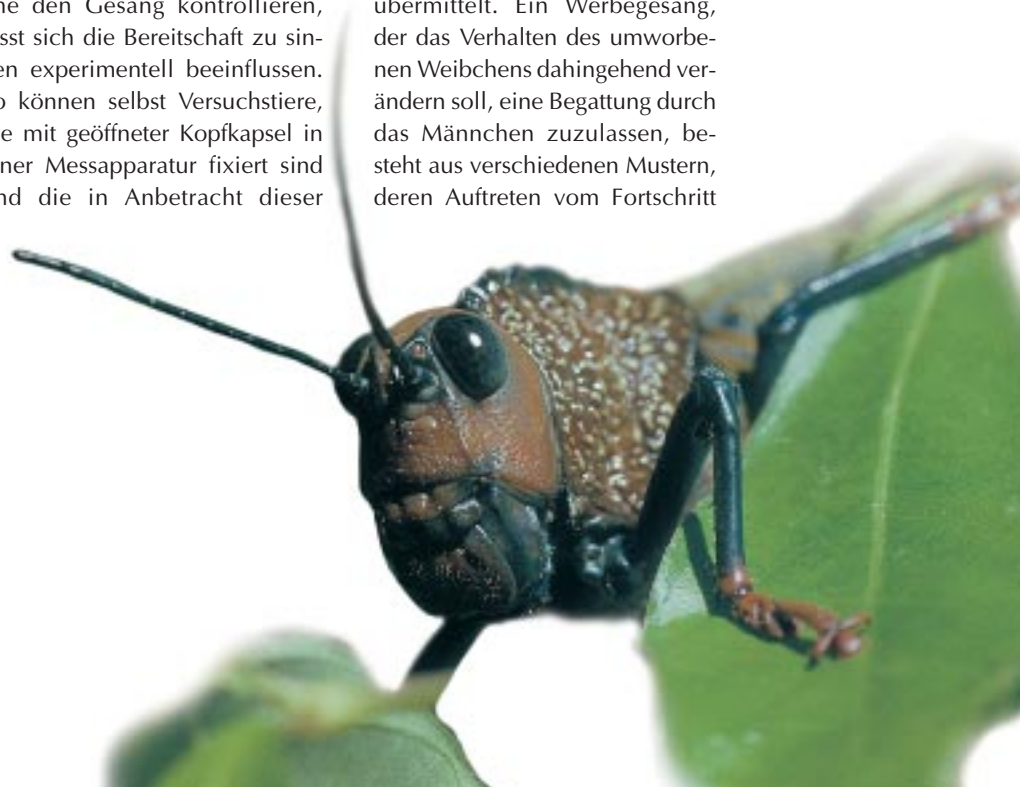 ne den Gesang kontrollieren,
sst sich die Bereitschaft zu sin-
en experimentell beeinflussen.
o können selbst Versuchstiere,
e mit geöffneter Kopfkapsel in
ner Messapparatur fixiert sind
nd die in Anbetracht dieser
übermittelt. Ein Werbegesang,
der das Verhalten des umworbe-
nen Weibchens dahingehend ver-
ändern soll, eine Begattung durch
das Männchen zuzulassen, be-
steht aus verschiedenen Mustern,
deren Auftreten vom Fortschritt